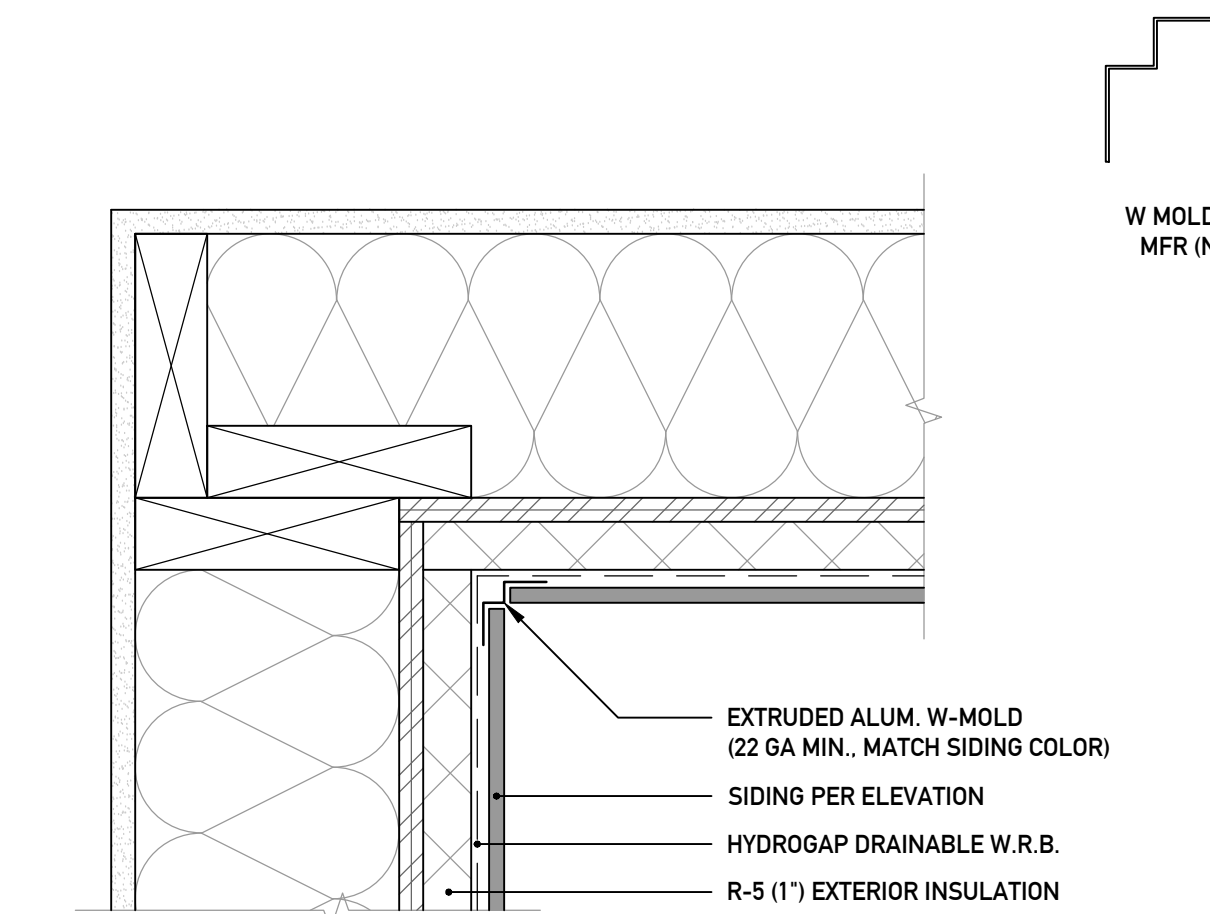 W MOLD
MFR (N
EXTRUDED ALUM. W-MOLD
(22 GA MIN., MATCH SIDING COLOR)
SIDING PER ELEVATION
HYDROGAP DRAINABLE W.R.B.
R-5 (1") EXTERIOR INSULATION